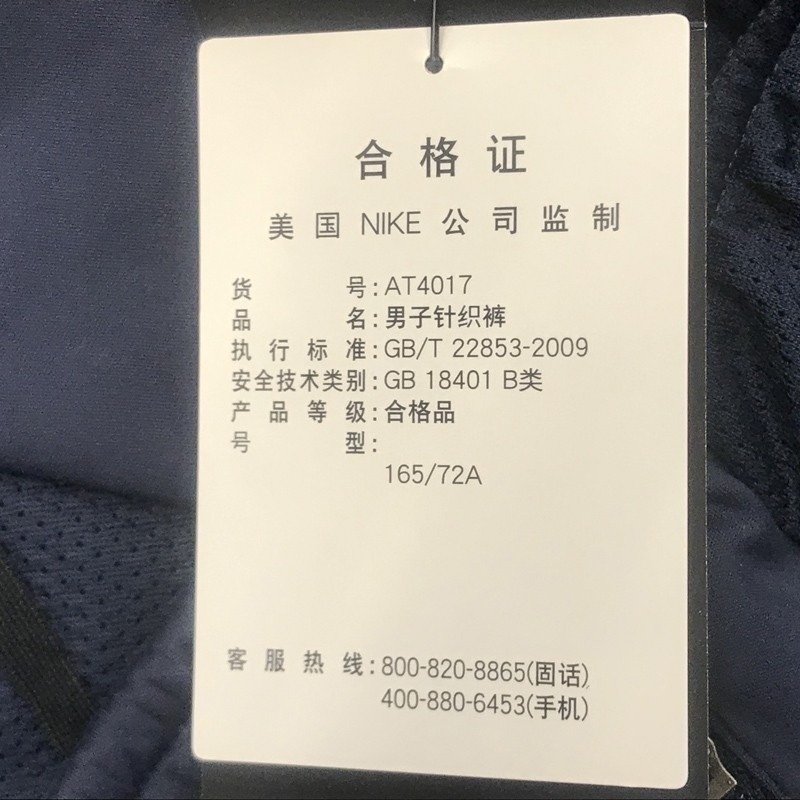 合格证
美国 NIKE 公司监制
货号:AT4017
品名:男子针织裤
执行标准:GB/T 22853-2009
安全技术类别:GB 18401 B类
产品等级:合格品
号型:
165/72A
客服热线:800-820-8865(固话)
400-880-6453(手机)